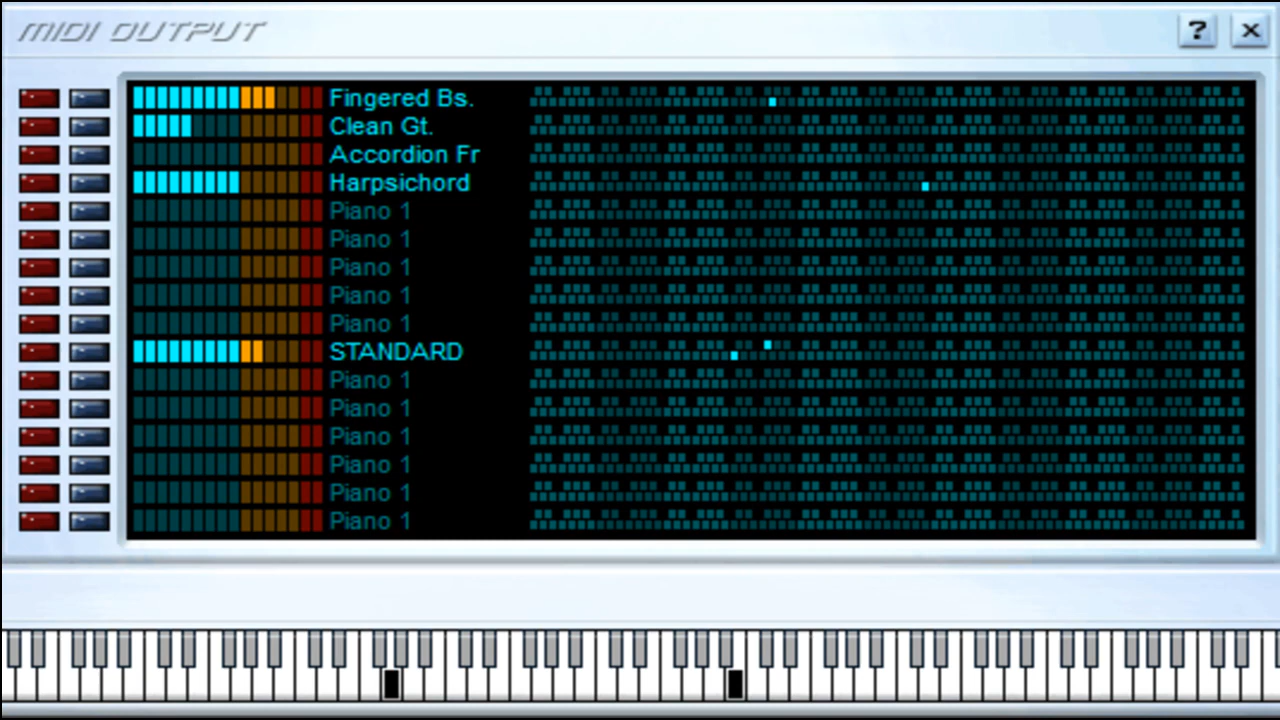 MIDI OUTPUT
? ×
Fingered Bs.
Clean Gt.
Accordion Fr
Harpsichord
Piano 1
Piano 1
Piano 1
Piano 1
Piano 1
STANDARD
Piano 1
Piano 1
Piano 1
Piano 1
Piano 1
Piano 1